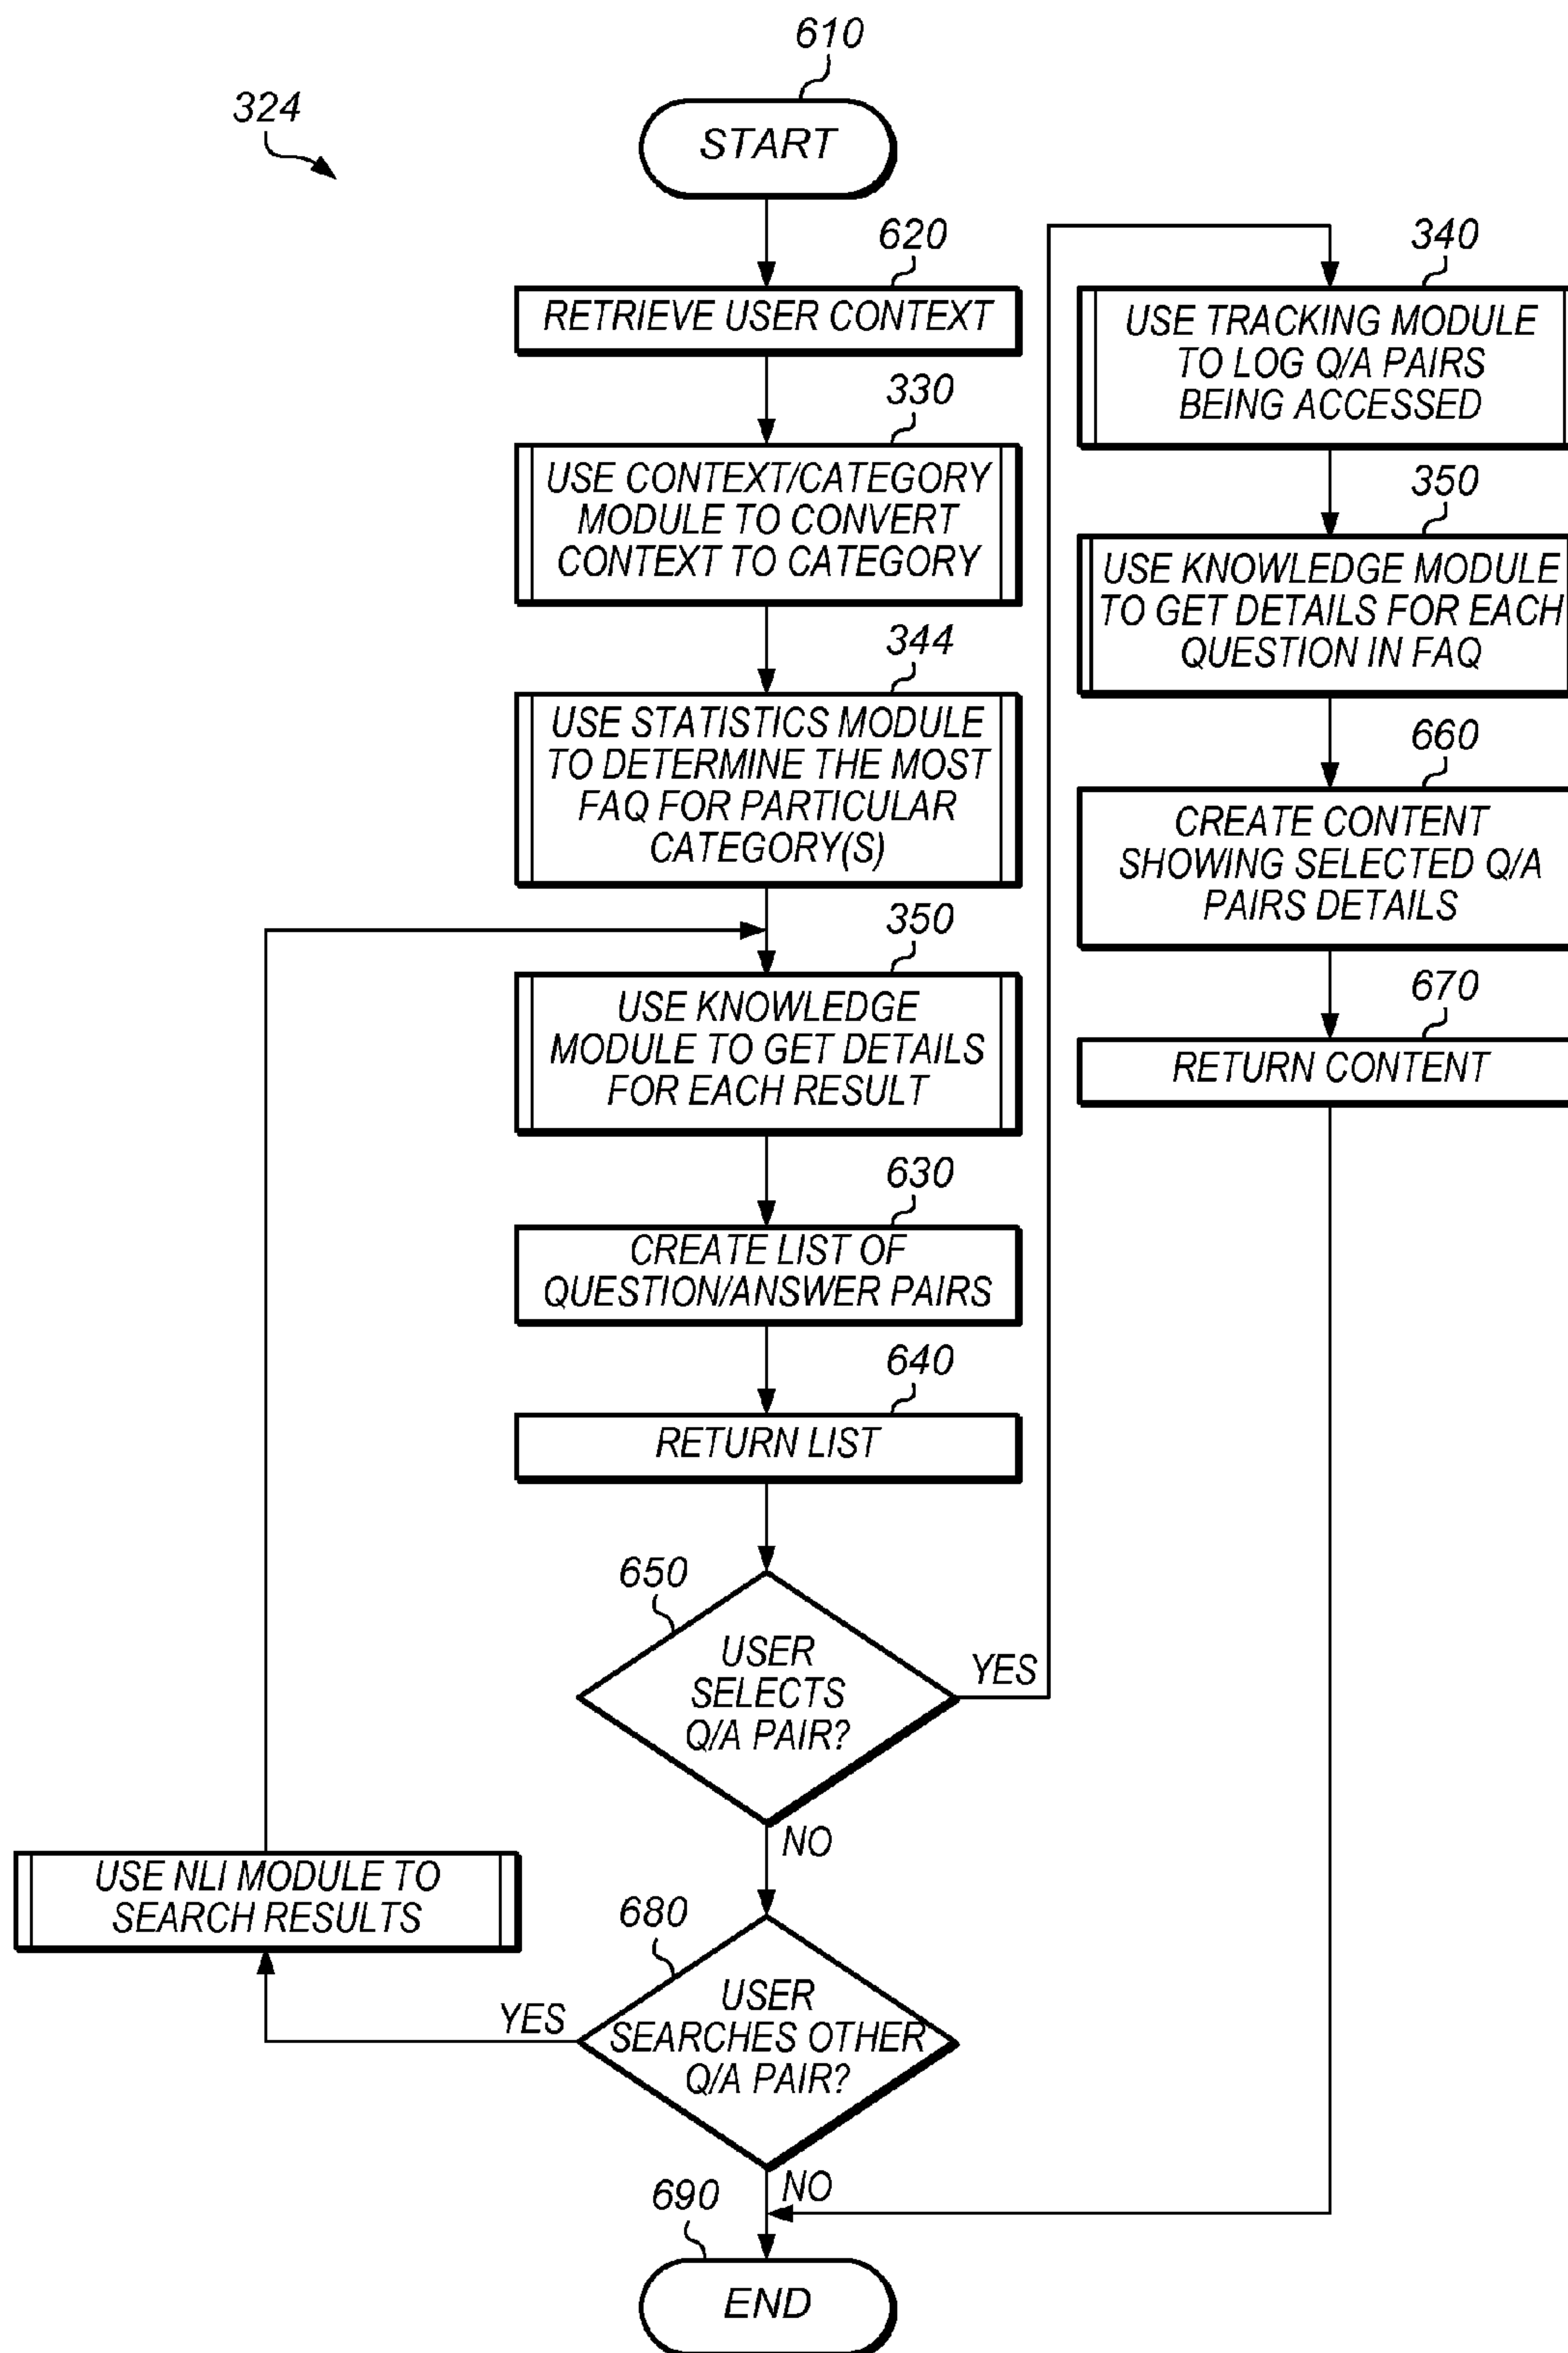 324
610
START
620
RETRIEVE USER CONTEXT
330
USE CONTEXT/CATEGORY
MODULE TO CONVERT
CONTEXT TO CATEGORY
344
USE STATISTICS MODULE
TO DETERMINE THE MOST
FAQ FOR PARTICULAR
CATEGORY(S)
350
USE KNOWLEDGE
MODULE TO GET DETAILS
FOR EACH RESULT
630
CREATE LIST OF
QUESTION/ANSWER PAIRS
640
RETURN LIST
650
USER
SELECTS
Q/A PAIR?
YES
NO
340
USE TRACKING MODULE
TO LOG Q/A PAIRS
BEING ACCESSED
350
USE KNOWLEDGE MODULE
TO GET DETAILS FOR EACH
QUESTION IN FAQ
660
CREATE CONTENT
SHOWING SELECTED Q/A
PAIRS DETAILS
670
RETURN CONTENT
680
USER
SEARCHES OTHER
Q/A PAIR?
YES
USE NLI MODULE TO
SEARCH RESULTS
NO
690
END